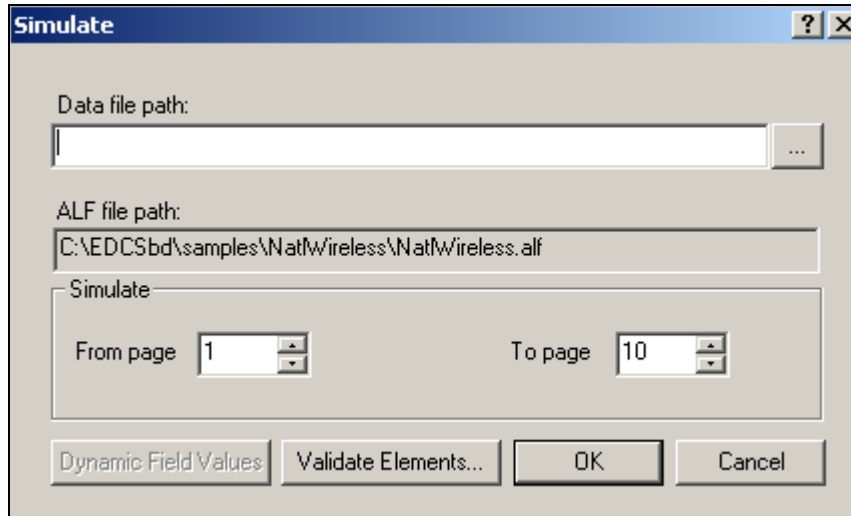 Simulate
Data file path:
...
ALF file path:
C:\EDCSbd\samples\NatlWireless\NatlWireless.alf
Simulate
From page 1 To page 10
Dynamic Field Values Validate Elements... OK Cancel